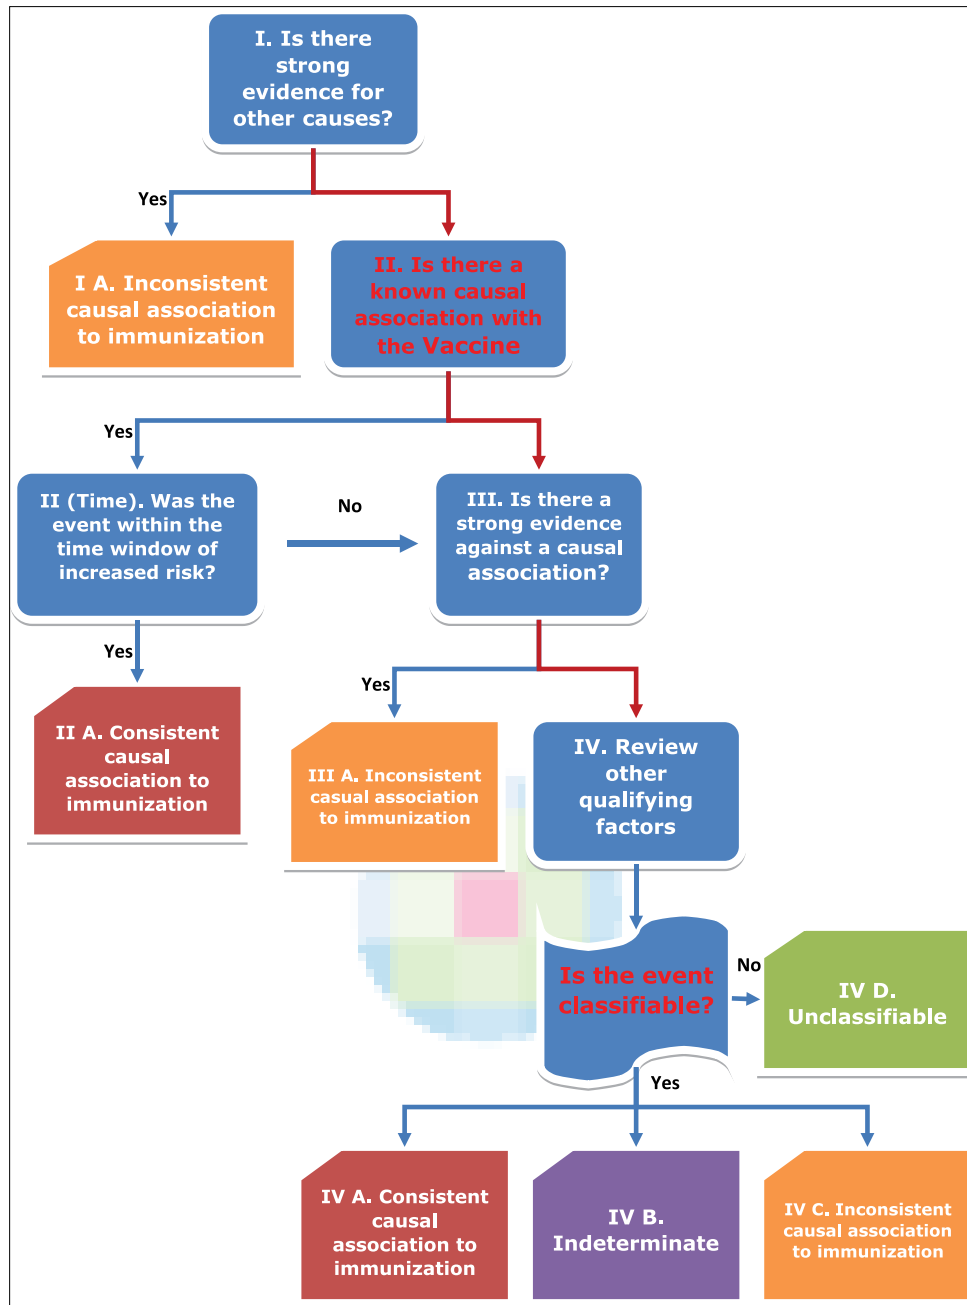 I. Is there
strong
evidence for
other causes?
Yes
I A. Inconsistent
causal association
to immunization
II. Is there a
known causal
association with
the Vaccine
Yes
II (Time). Was the
event within the
time window of
increased risk?
No
III. Is there a
strong evidence
against a causal
association?
Yes
II A. Consistent
causal
association to
immunization
Yes
III A. Inconsistent
casual association
to immunization
IV. Review
other
qualifying
factors
Is the event
classifiable?
No
IV D.
Unclassifiable
Yes
IV A. Consistent
causal
association to
immunization
IV B.
Indeterminate
IV C. Inconsistent
causal association
to immunization